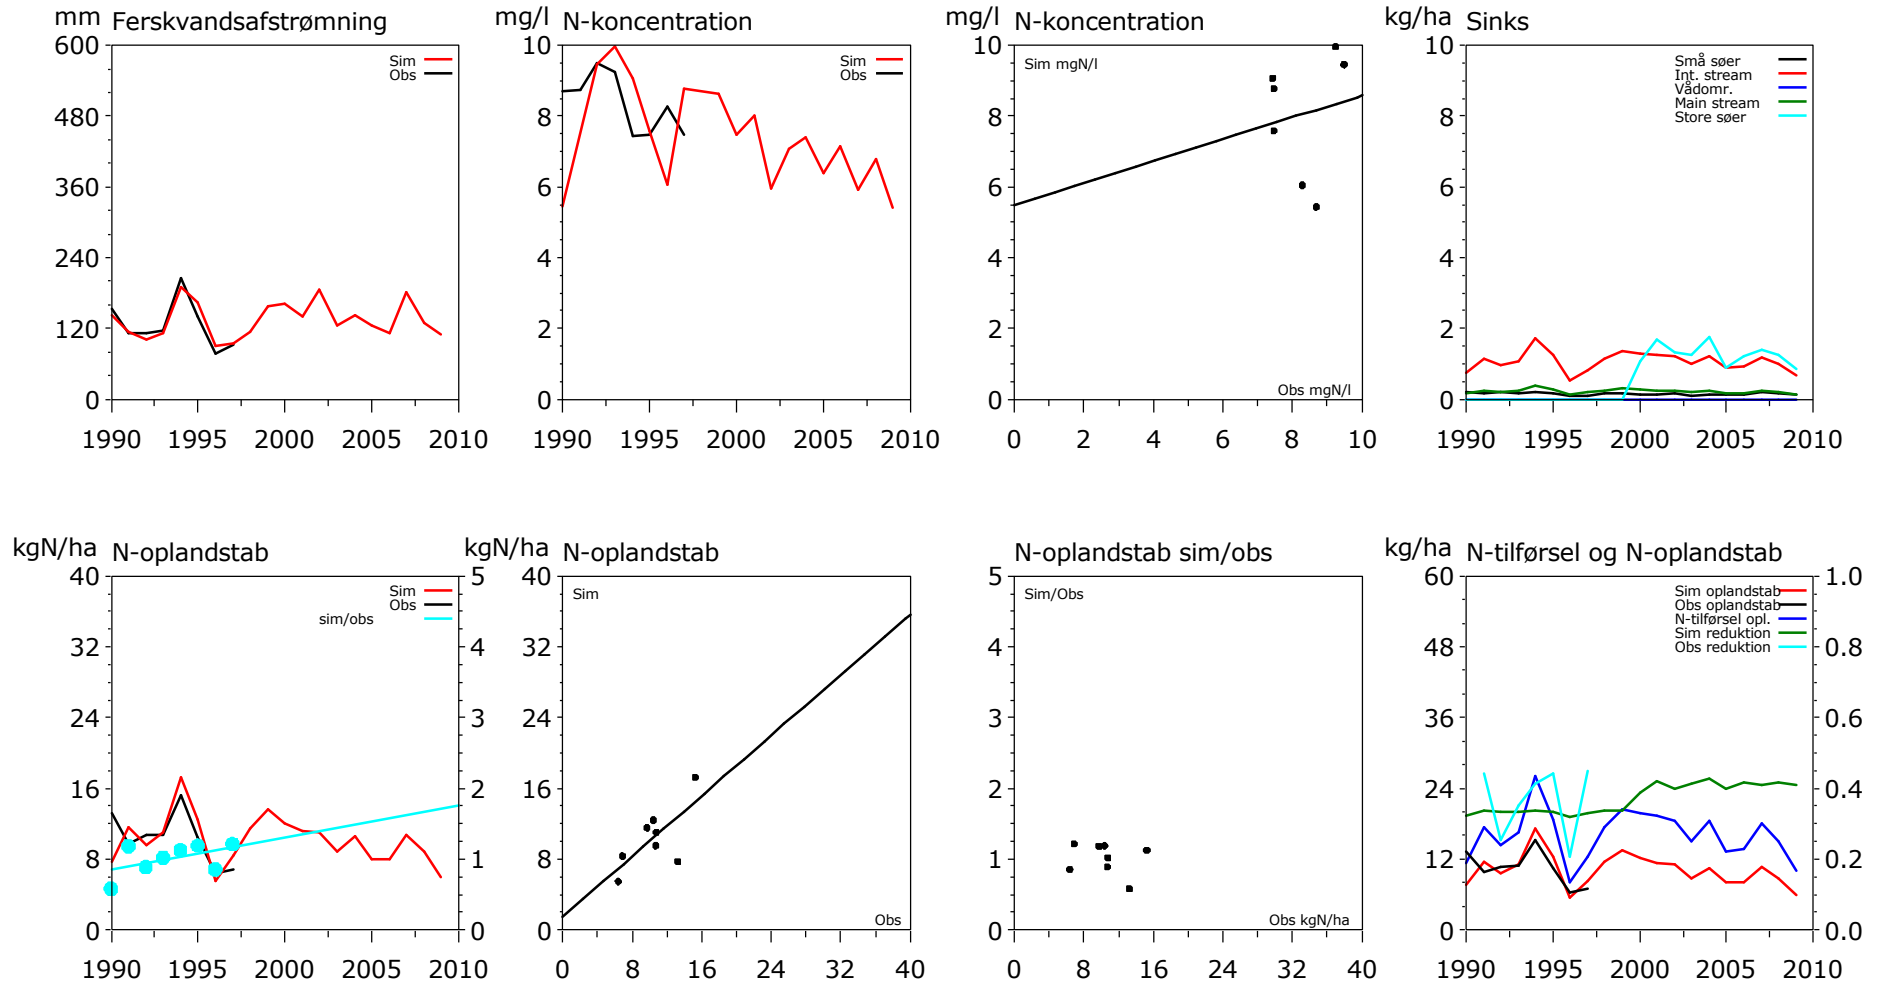 mm Ferskvandsafstrømning
600
480
360
240
120
0
Sim
Obs
1990 1995 2000 2005 2010
mg/l N-koncentration
10
8
6
4
2
0
Sim
Obs
1990 1995 2000 2005 2010
mg/l N-koncentration
10
8
6
4
2
0
Sim mgN/l
Obs mgN/l
0 2 4 6 8 10
kg/ha Sinks
10
8
6
4
2
0
Små søer
Int. stream
Vådomr.
Main stream
Store søer
1990 1995 2000 2005 2010
kgN/ha N-oplandstab
40
32
24
16
8
0
Sim
Obs
sim/obs
5
4
3
2
1
0
1990 1995 2000 2005 2010
kgN/ha N-oplandstab
40
32
24
16
8
0
Sim
Obs
0 8 16 24 32 40
N-oplandstab sim/obs
5
4
3
2
1
0
Sim/Obs
Obs kgN/ha
0 8 16 24 32 40
kg/ha N-tilførsel og N-oplandstab
60
48
36
24
12
0
Sim oplandstab
Obs oplandstab
N-tilførsel opl.
Sim reduktion
Obs reduktion
1.0
0.8
0.6
0.4
0.2
0.0
1990 1995 2000 2005 2010